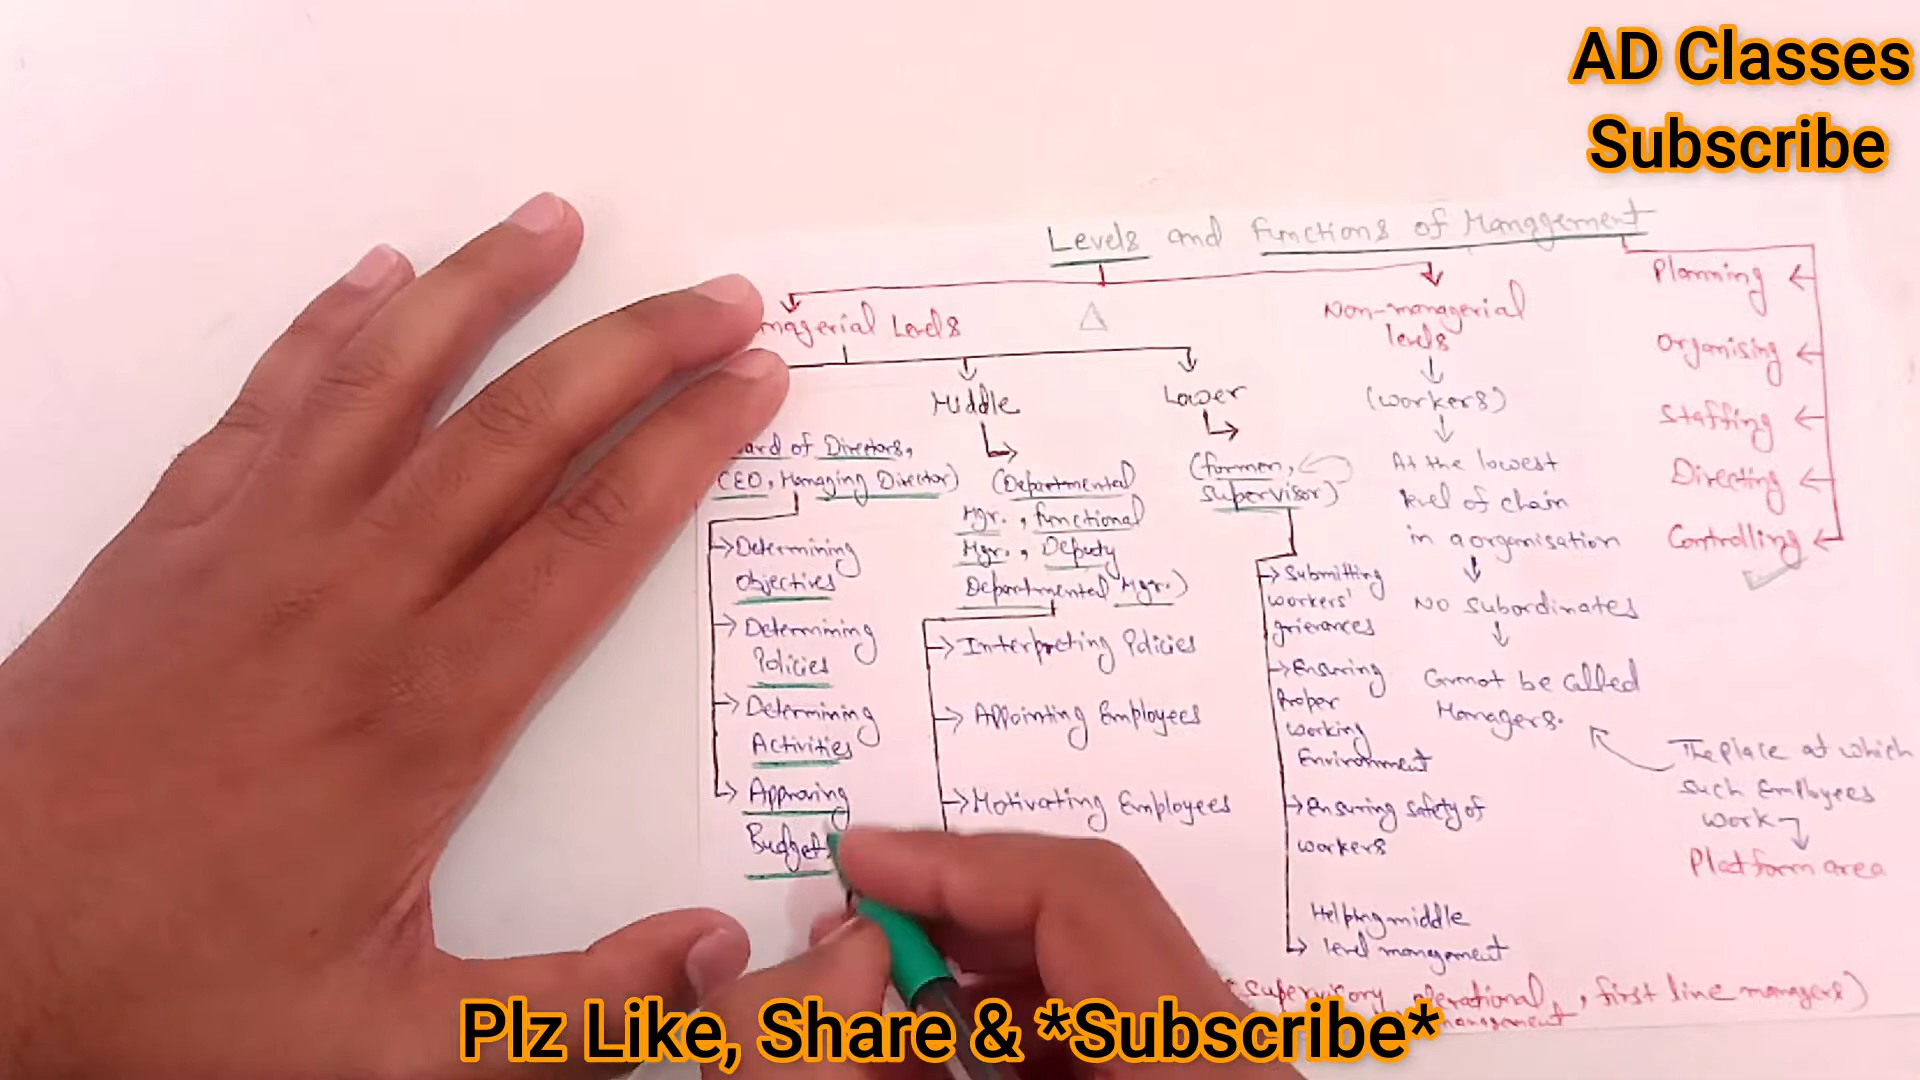 AD Classes
Subscribe
Levels and functions of Management
Managerial Levels
Non-managerial
levels
(workers)
At the lowest
level of chain
in a organisation
No subordinates
Cannot be called
Managers.
The place at which
such Employees
work
Platform area
Planning
Organising
Staffing
Directing
Controlling
Middle
Lower
ard of Directors,
CEO, Managing Director)
Determining
objectives
Determining
Policies
Determining
Activities
Approving
Budgets
(Departmental
Mgr., functional
Mgr., Deputy
Departmental Mgr.)
Interpreting Policies
Appointing Employees
Motivating Employees
(formen,
supervisor)
Submitting
workers'
grievances
Ensuring
Proper
working
Environment
Ensuring safety of
workers
Helping middle
level management
(supervisory operational, first line managers)
management
Plz Like, Share & *Subscribe*